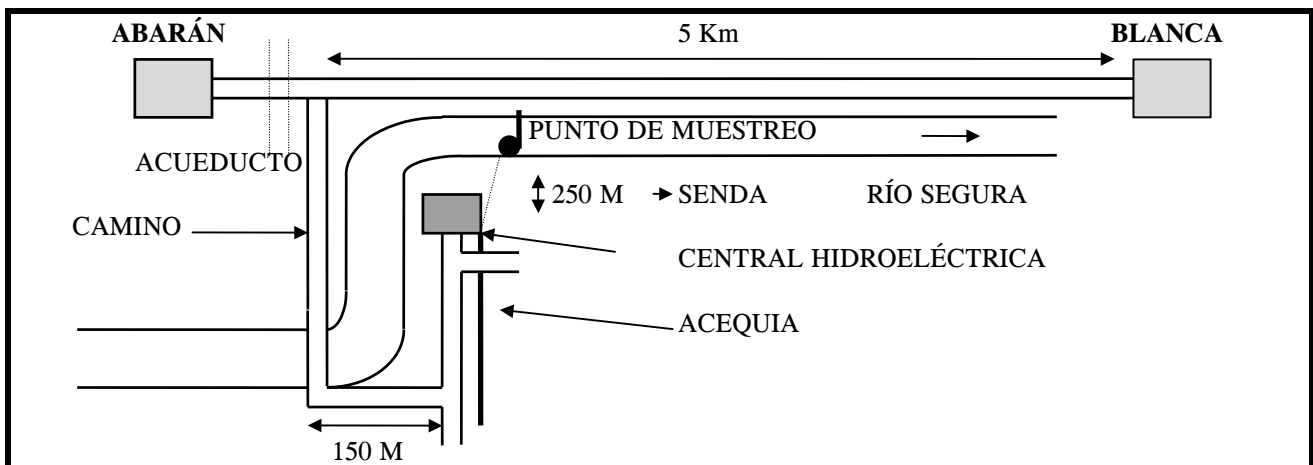 ABARÁN
5 Km
BLANCA
PUNTO DE MUESTREO
ACUEDUCTO
250 M
SENDA
RÍO SEGURA
CAMINO
CENTRAL HIDROELÉCTRICA
ACEQUIA
150 M